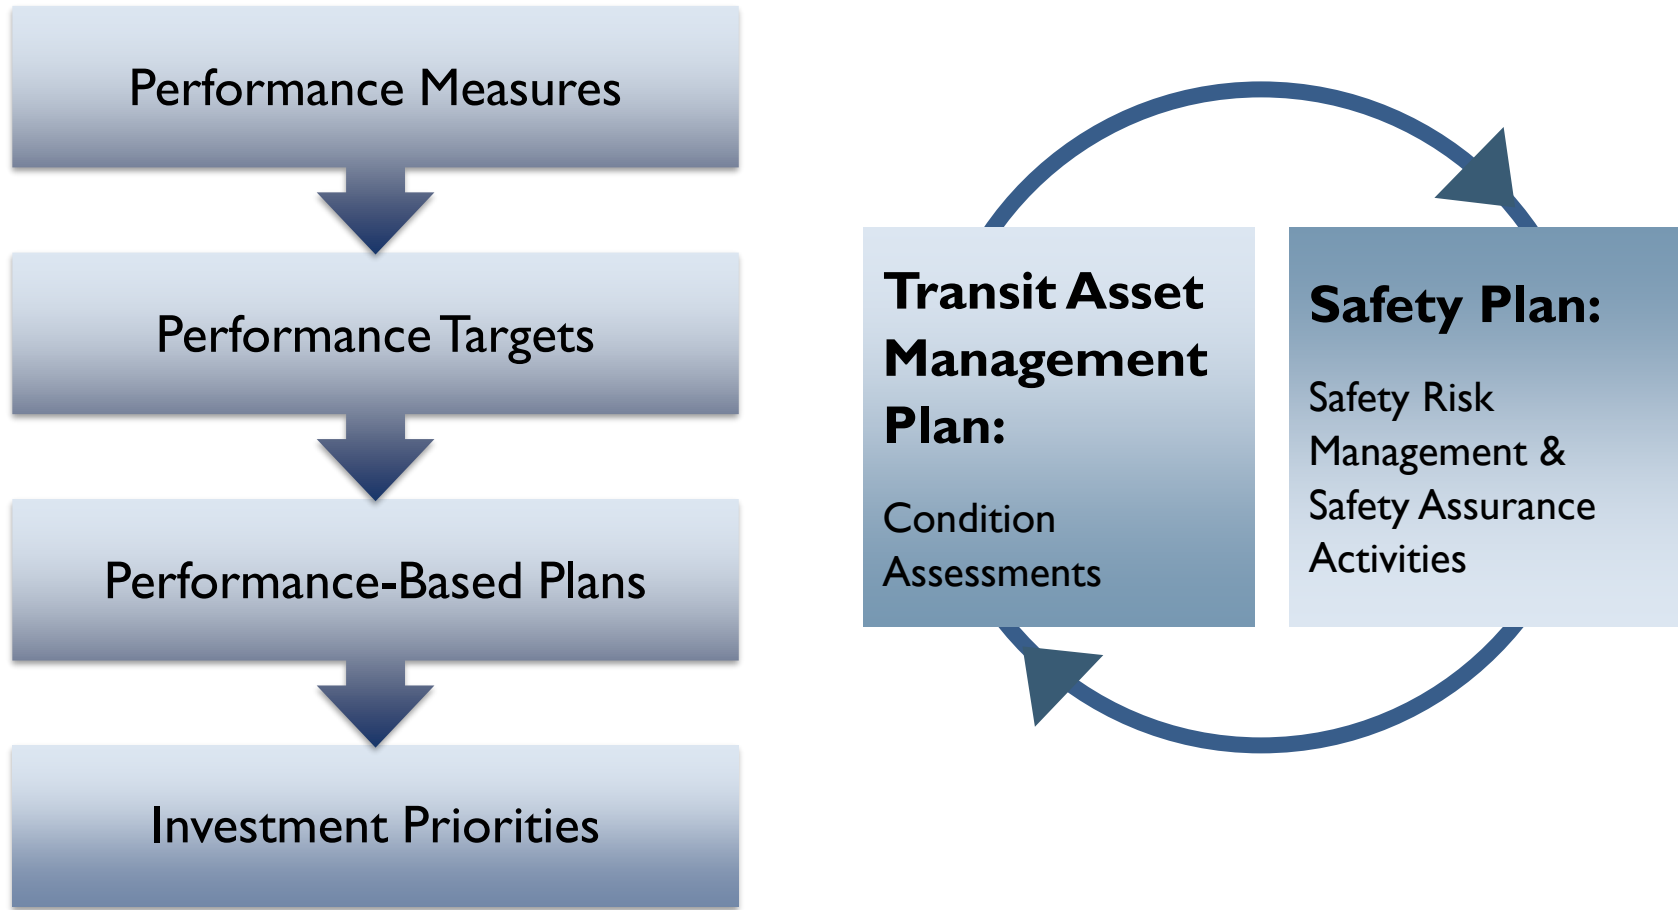 Performance Measures
Performance Targets
Performance-Based Plans
Investment Priorities
Transit Asset
Management
Plan:
Condition
Assessments
Safety Plan:
Safety Risk
Management &
Safety Assurance
Activities